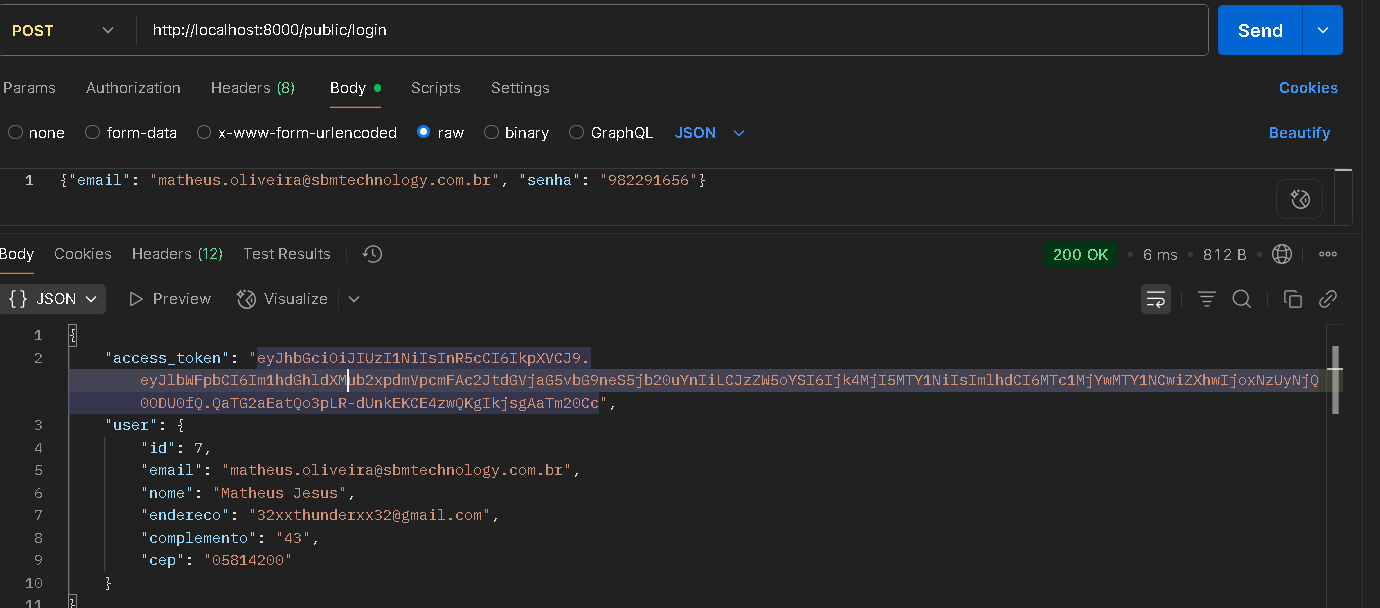 POST http://localhost:8000/public/login Send
Params Authorization Headers (8) Body Scripts Settings Cookies
none form-data x-www-form-urlencoded raw binary GraphQL JSON Beautify
1 {"email": "matheus.oliveira@sbmtechnology.com.br", "senha": "982291656"}
Body Cookies Headers (12) Test Results 200 OK 6 ms 812 B
{} JSON Preview Visualize
1 {
2 "access_token": "eyJhbGciOiJIUzI1NiIsInR5cCI6IkpXVCJ9.
eyJlbWFpbCI6Im1hdGhldXMub2xpdmVpcmFAc2JtdGVjaG5vbG9neS5jb20uYnIiLCJzZW5oYSI6Ijk4MjI5MTY1NiIsImlhdCI6MTc1MjYwMTY1NCwiZXhwIjoxNzUyNjQ
0ODU0fQ.QaTG2aEatQo3pLR-dUnkEKCE4zwQKgIkjsgAaTm20Cc",
3 "user": {
4 "id": 7,
5 "email": "matheus.oliveira@sbmtechnology.com.br",
6 "nome": "Matheus Jesus",
7 "endereco": "32xxthunderxx32@gmail.com",
8 "complemento": "43",
9 "cep": "05814200"
10 }
11 }